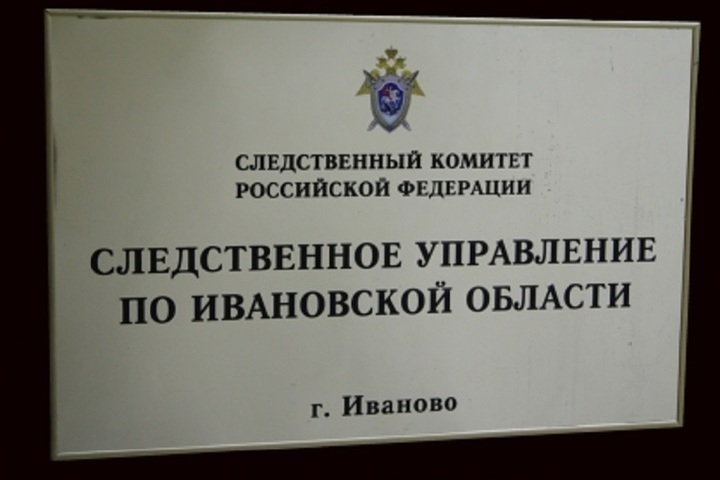 СЛЕДСТВЕННЫЙ КОМИТЕТ
РОССИЙСКОЙ ФЕДЕРАЦИИ
СЛЕДСТВЕННОЕ УПРАВЛЕНИЕ
ПО ИВАНОВСКОЙ ОБЛАСТИ
г. Иваново